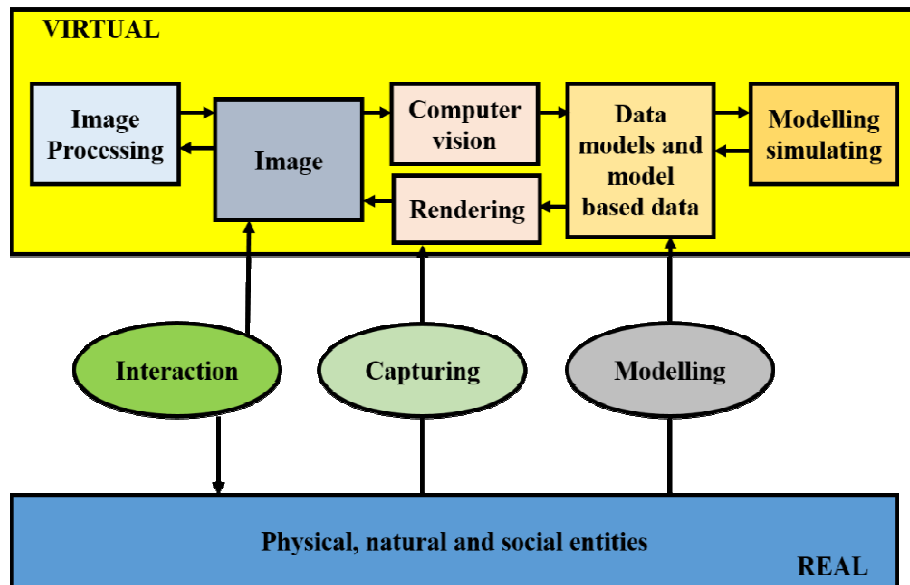 VIRTUAL
Image
Processing
Image
Computer
vision
Rendering
Data
models and
model
based data
Modelling
simulating
Interaction
Capturing
Modelling
Physical, natural and social entities
REAL